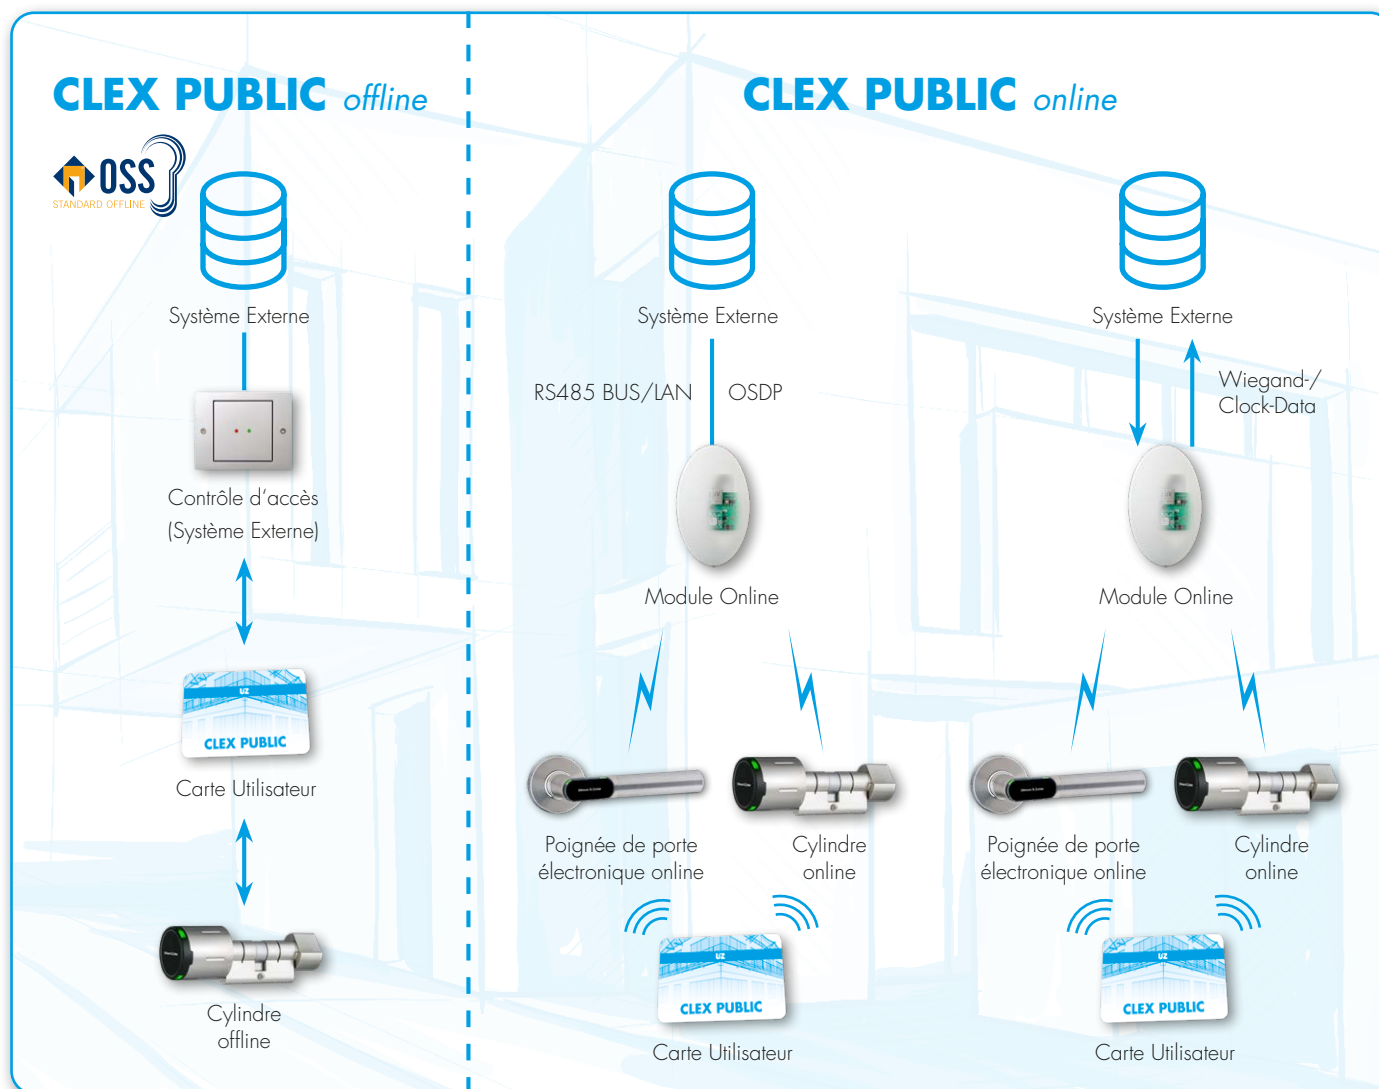 CLEX PUBLIC offline
OSS
STANDARD OFFLINE
Système Externe
Contrôle d'accès
(Système Externe)
UZ
CLEX PUBLIC
Carte Utilisateur
Cylindre
offline
CLEX PUBLIC online
Système Externe
RS485 BUS/LAN
OSDP
Module Online
Poignée de porte
électronique online
Cylindre
online
UZ
CLEX PUBLIC
Carte Utilisateur
Système Externe
Wiegand-/
Clock-Data
Module Online
Poignée de porte
électronique online
Cylindre
online
UZ
CLEX PUBLIC
Carte Utilisateur